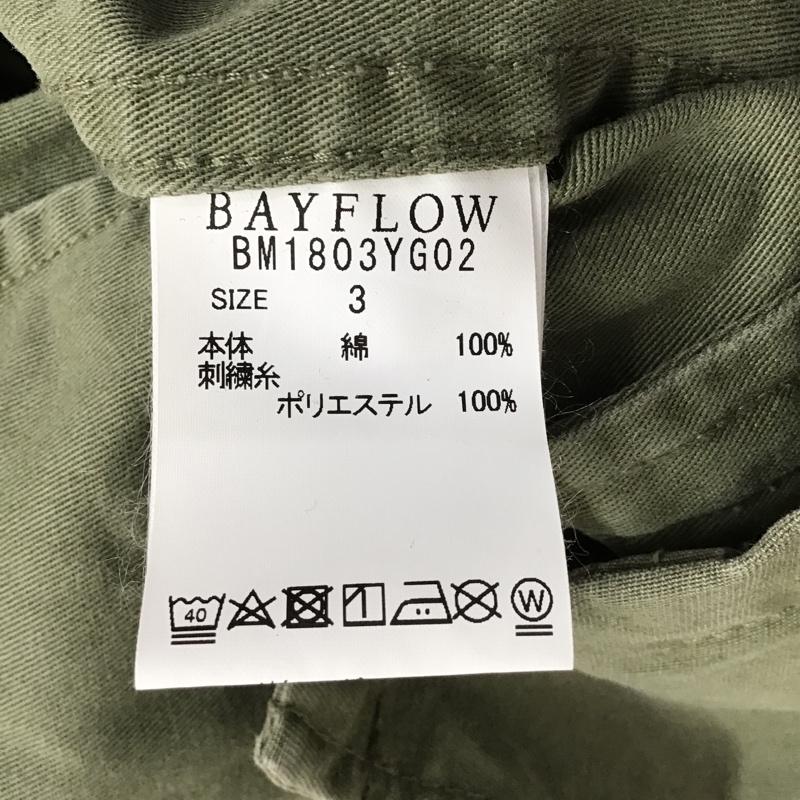 BAYFLOW
BM1803YG02
SIZE 3
本体 綿 100%
刺繍糸
ポリエステル 100%
40 W